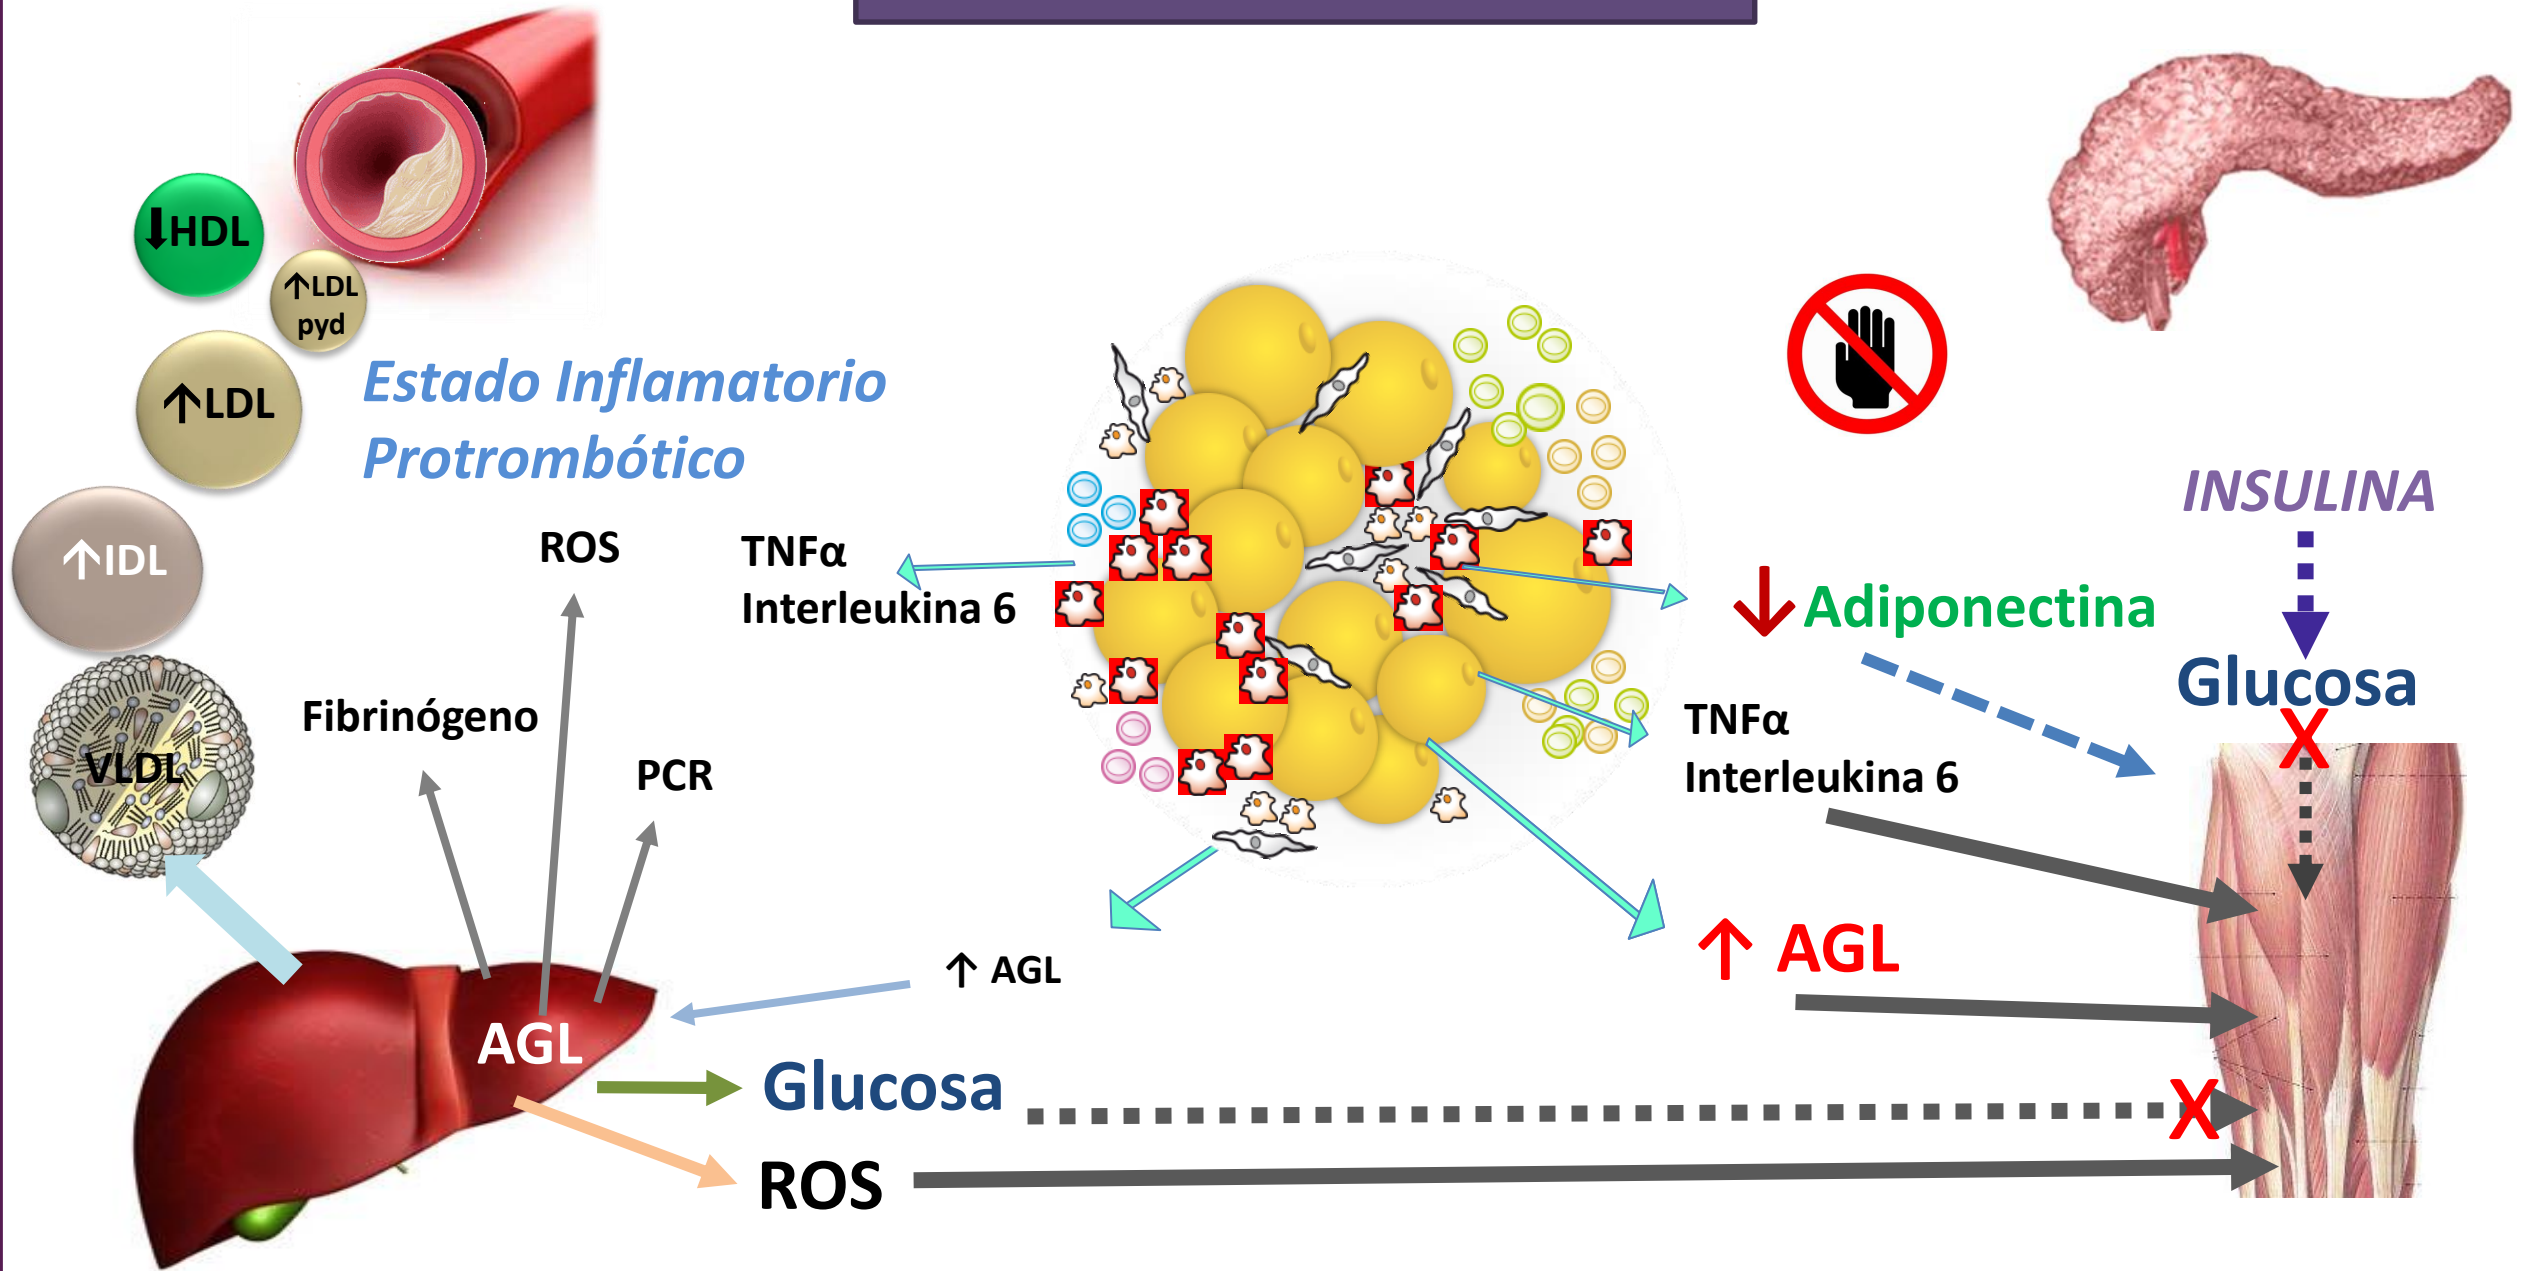 ↓HDL
↑LDL
pyd
↑LDL
Estado Inflamatorio
Protrombótico
↑IDL
VLDL
ROS
TNFα
Interleukina 6
Fibrinógeno
PCR
↑ AGL
AGL
Glucosa
ROS
INSULINA
↓Adiponectina
Glucosa
X
TNFα
Interleukina 6
↑ AGL
X